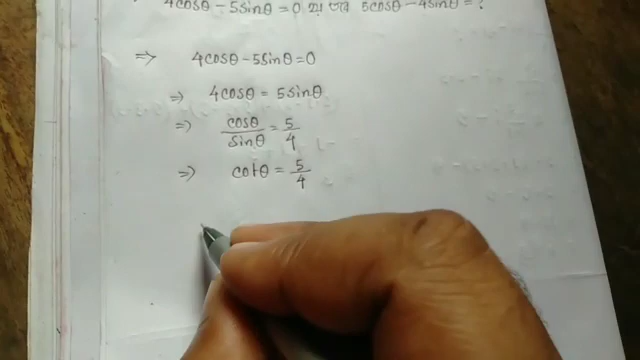 4cosθ - 5sinθ = 0 হয় তবে 5cosθ - 4sinθ = ?
⇒ 4cosθ - 5sinθ = 0
⇒ 4cosθ = 5sinθ
⇒ cosθ/sinθ = 5/4
⇒ cotθ = 5/4